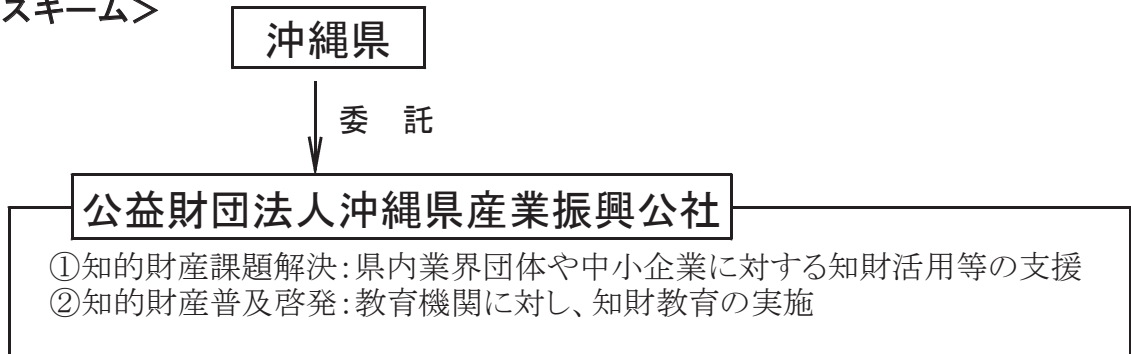 スキーム＞
沖縄県
委　託
公益財団法人沖縄県産業振興公社
①知的財産課題解決：県内業界団体や中小企業に対する知財活用等の支援
②知的財産普及啓発：教育機関に対し、知財教育の実施